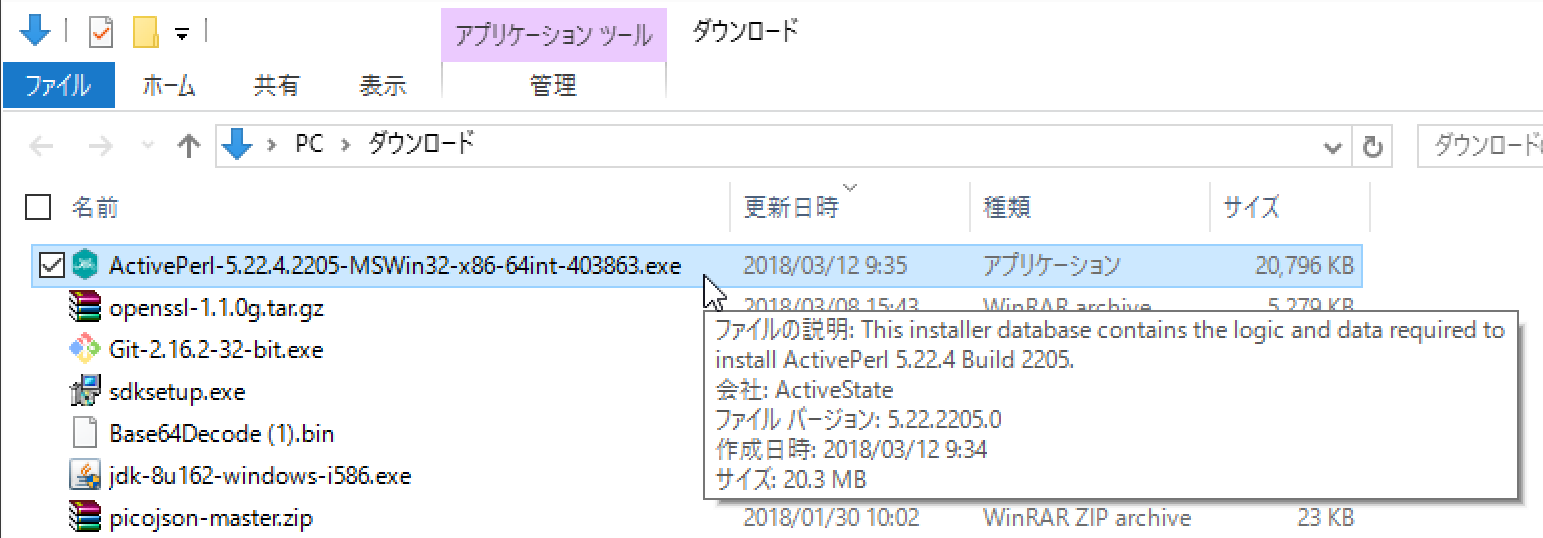 アプリケーション ツール ダウンロード
ファイル ホーム 共有 表示 管理
PC ダウンロード ダウンロードの
名前 更新日時 種類 サイズ
ActivePerl-5.22.4.2205-MSWin32-x86-64int-403863.exe 2018/03/12 9:35 アプリケーション 20,796 KB
openssl-1.1.0g.tar.gz 2018/03/08 15:43 WinRAR archive 5,279 KB
ファイルの説明: This installer database contains the logic and data required to
install ActivePerl 5.22.4 Build 2205.
会社: ActiveState
ファイル バージョン: 5.22.2205.0
作成日時: 2018/03/12 9:34
サイズ: 20.3 MB
Git-2.16.2-32-bit.exe
sdksetup.exe
Base64Decode (1).bin
jdk-8u162-windows-i586.exe
picojson-master.zip 2018/01/30 10:02 WinRAR ZIP archive 23 KB